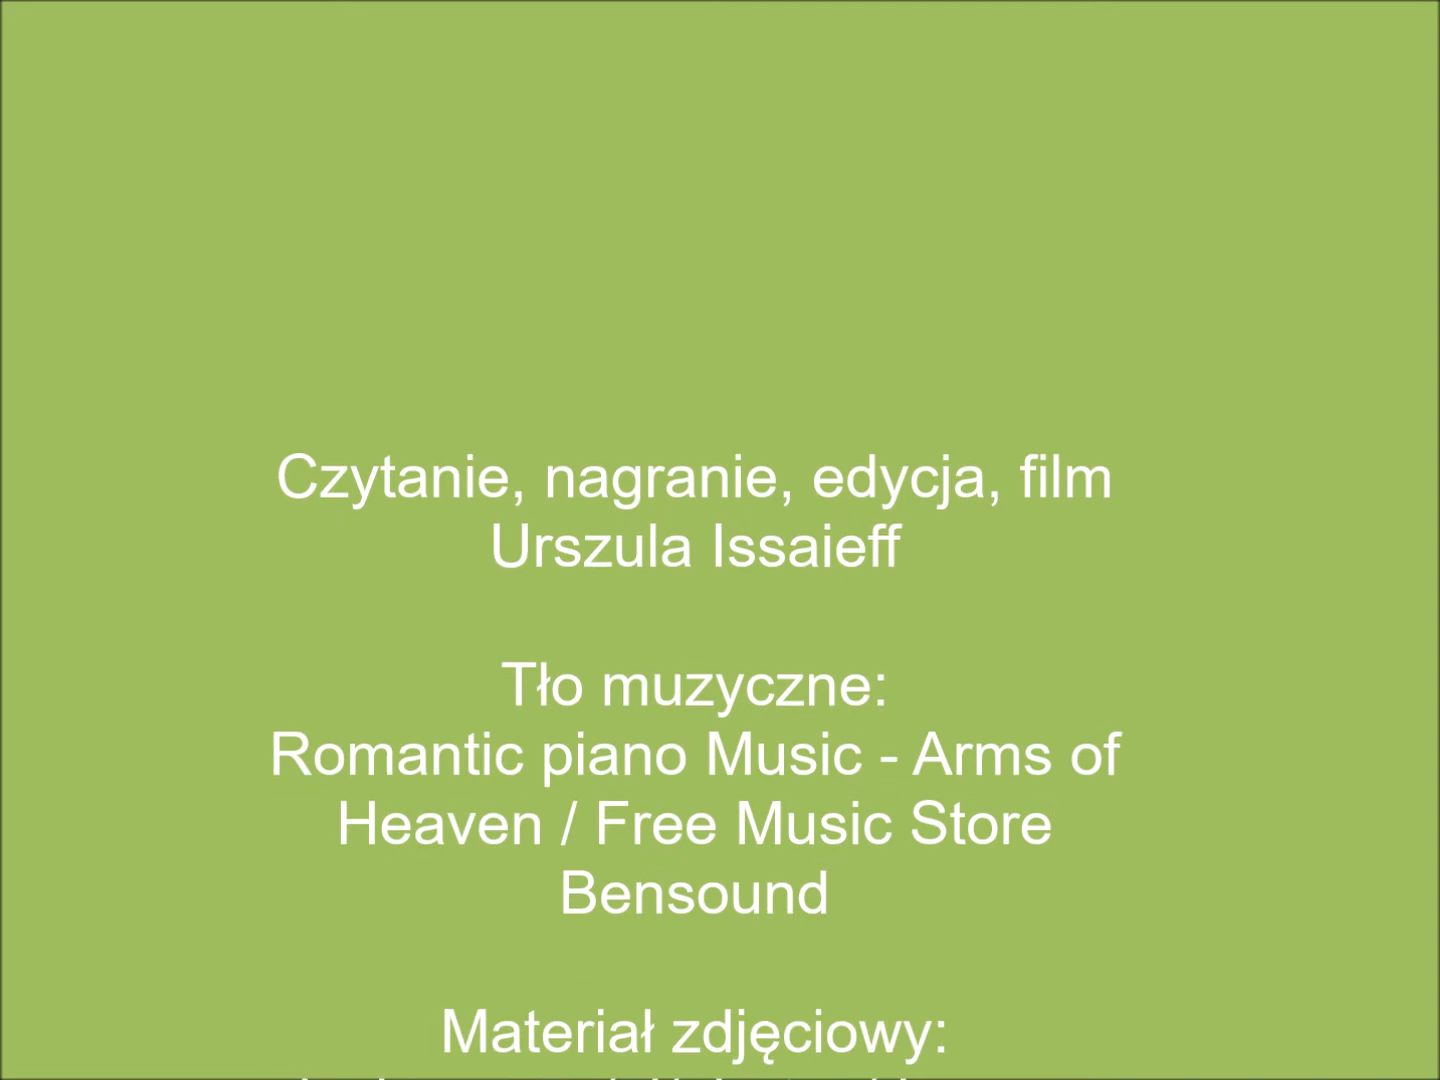 Czytanie, nagranie, edycja, film
Urszula Issaieff
Tło muzyczne:
Romantic piano Music - Arms of
Heaven / Free Music Store
Bensound
Materiał zdjęciowy: